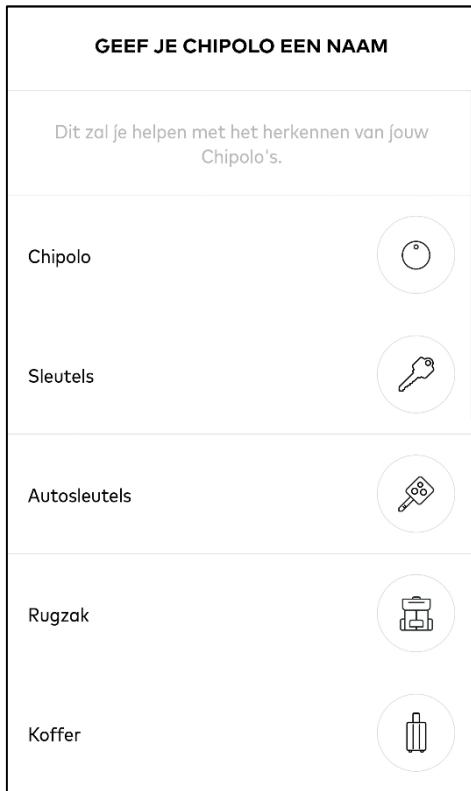 GEEF JE CHIPOLO EEN NAAM
Dit zal je helpen met het herkennen van jouw
Chipolo's.
Chipolo
Sleutels
Autosleutels
Rugzak
Koffer